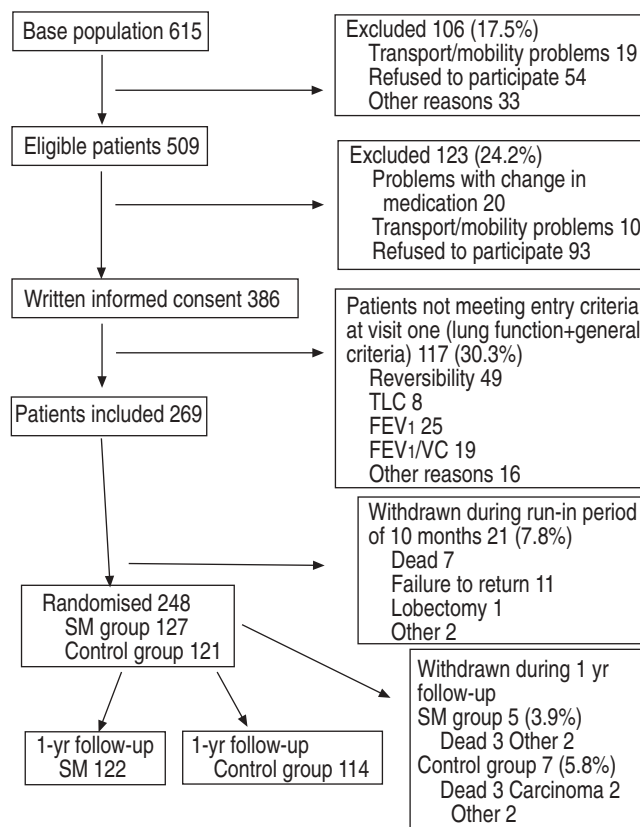 Base population 615
Excluded 106 (17.5%)
Transport/mobility problems 19
Refused to participate 54
Other reasons 33
Eligible patients 509
Excluded 123 (24.2%)
Problems with change in
medication 20
Transport/mobility problems 10
Refused to participate 93
Written informed consent 386
Patients not meeting entry criteria
at visit one (lung function+general
criteria) 117 (30.3%)
Reversibility 49
TLC 8
FEV1 25
FEV1/VC 19
Other reasons 16
Patients included 269
Withdrawn during run-in period
of 10 months 21 (7.8%)
Dead 7
Failure to return 11
Lobectomy 1
Other 2
Randomised 248
SM group 127
Control group 121
Withdrawn during 1 yr
follow-up
SM group 5 (3.9%)
Dead 3 Other 2
Control group 7 (5.8%)
Dead 3 Carcinoma 2
Other 2
1-yr follow-up
SM 122
1-yr follow-up
Control group 114